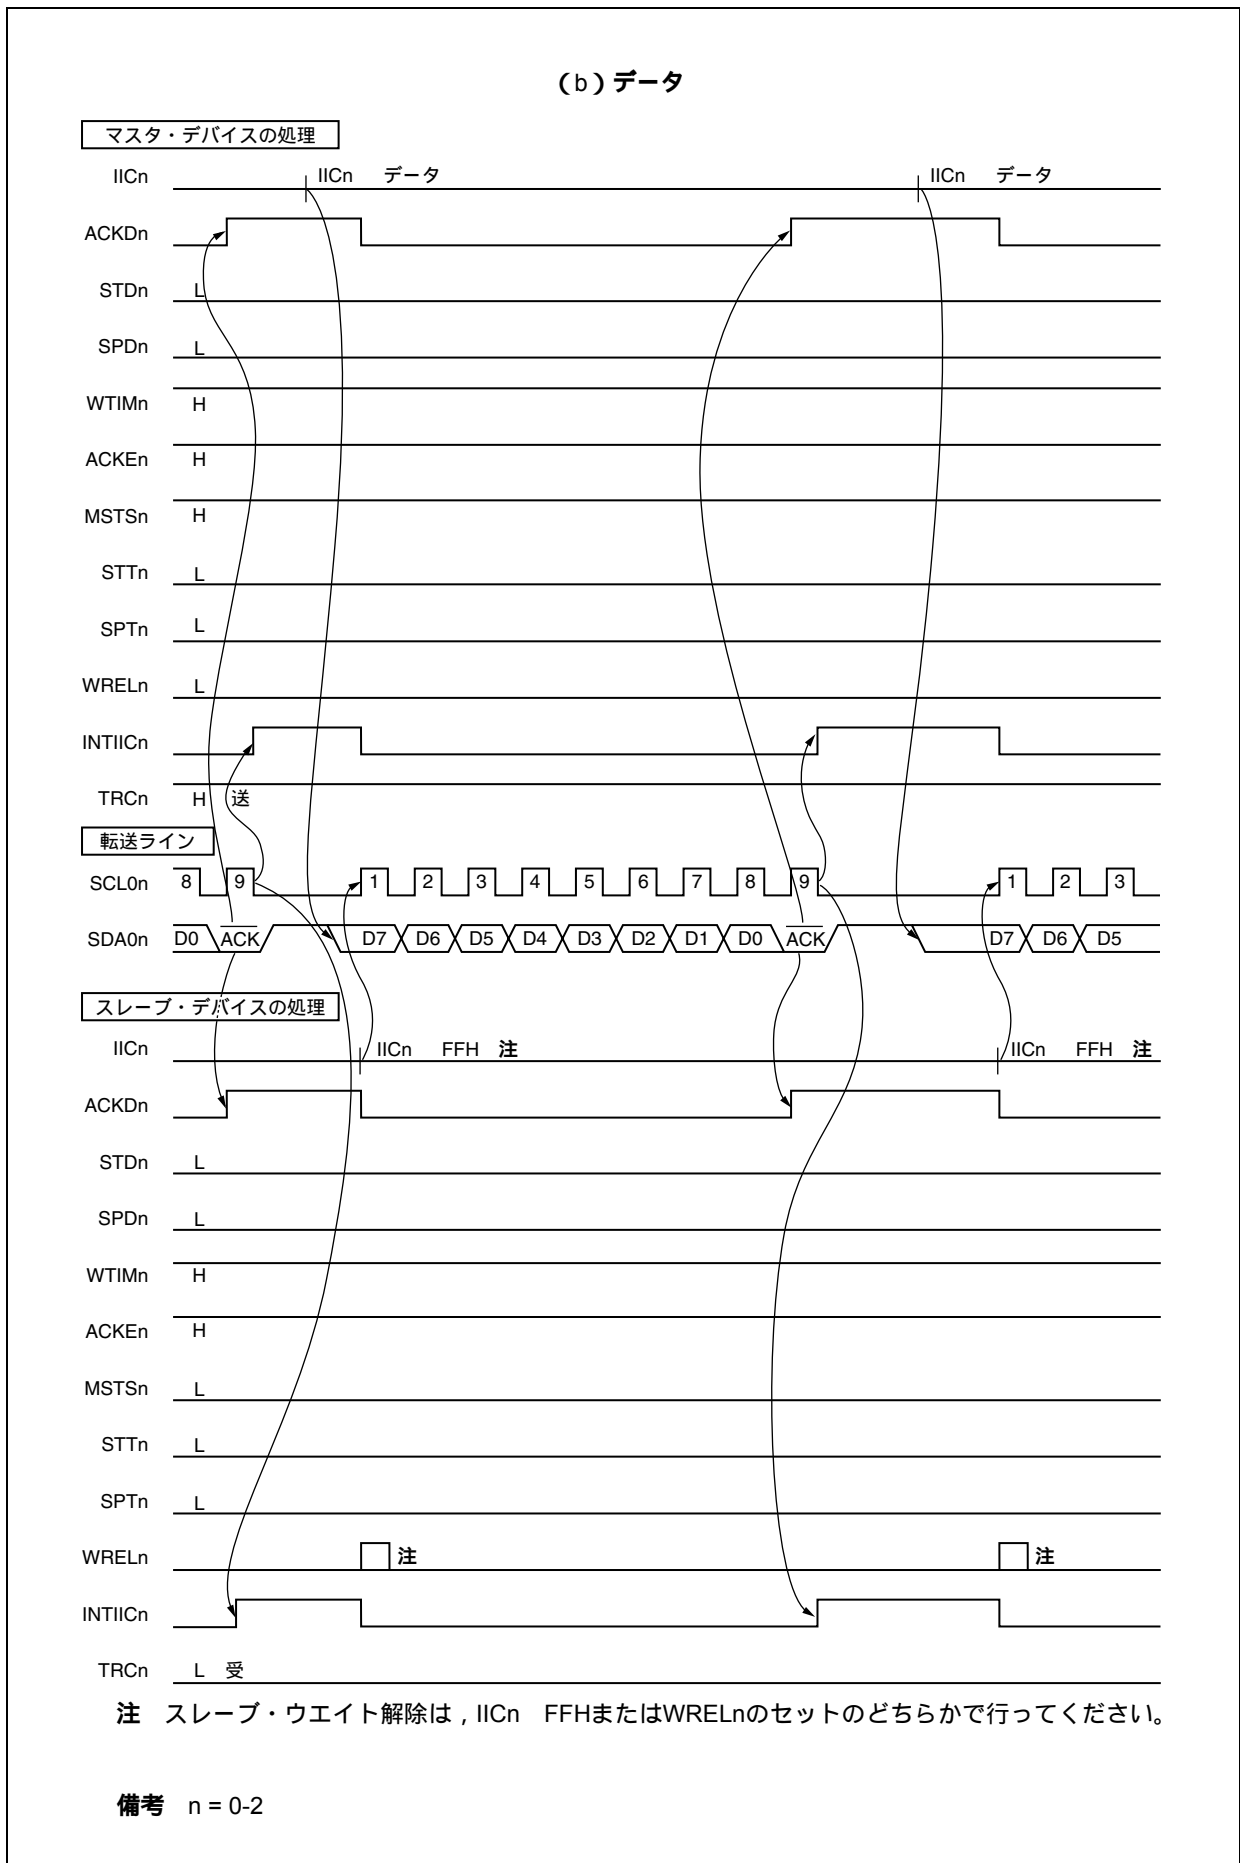 (b)データ
マスタ・デバイスの処理
IICn IICn データ IICn データ
ACKDn
STDn L
SPDn L
WTIMn H
ACKEn H
MSTSn H
STTn L
SPTn L
WRELn L
INTIICn
TRCn H 送
転送ライン
SCL0n 8 9 1 2 3 4 5 6 7 8 9 1 2 3
SDA0n D0 ACK D7 D6 D5 D4 D3 D2 D1 D0 ACK D7 D6 D5
スレーブ・デバイスの処理
IICn IICn FFH 注 IICn FFH 注
ACKDn
STDn L
SPDn L
WTIMn H
ACKEn H
MSTSn L
STTn L
SPTn L
WRELn 注 注
INTIICn
TRCn L 受
注 スレーブ・ウエイト解除は,IICn FFHまたはWRELnのセットのどちらかで行ってください。
備考 n = 0-2